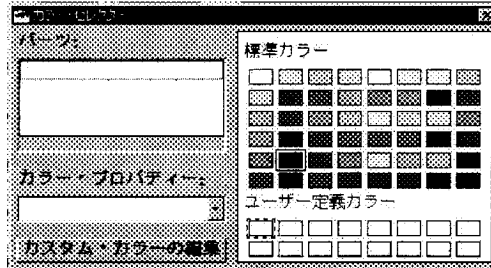 カラー・セレクター
パーツ:
カラー・プロパティー:
カスタム・カラーの編集
標準カラー
ユーザー定義カラー